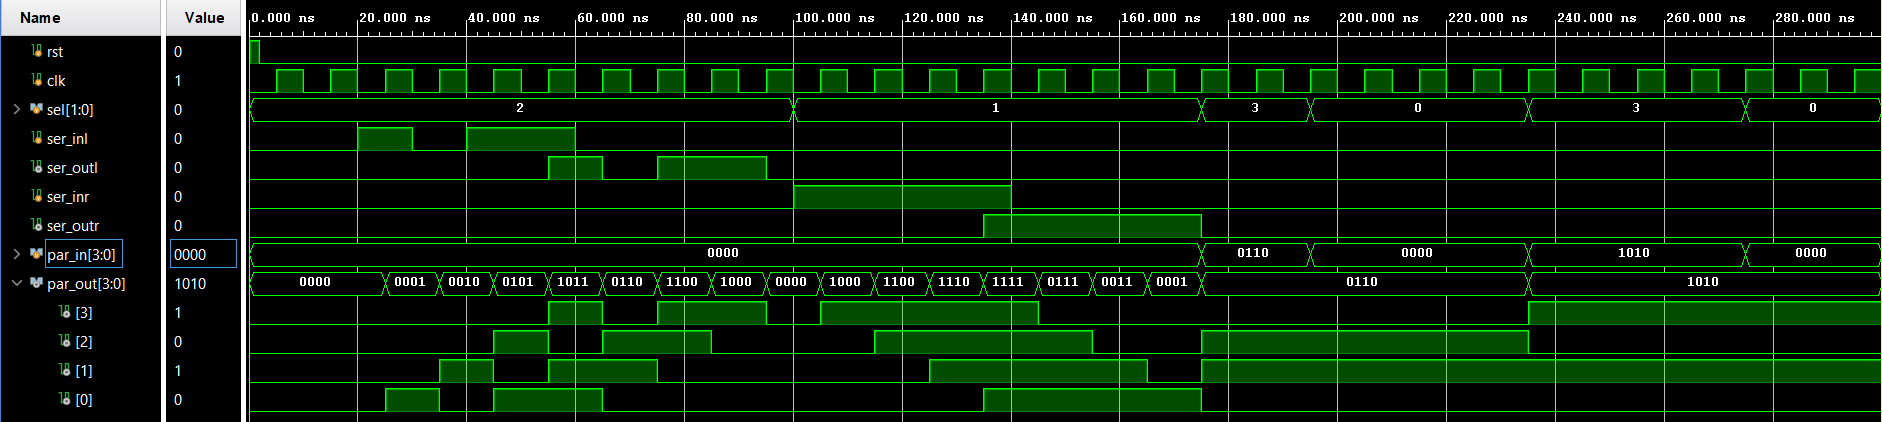 Name Value 0.000 ns 20.000 ns 40.000 ns 60.000 ns 80.000 ns 100.000 ns 120.000 ns 140.000 ns 160.000 ns 180.000 ns 200.000 ns 220.000 ns 240.000 ns 260.000 ns 280.000 ns
rst 0
clk 1
sel[1:0] 0 2 1 3 0 3 0
ser_inl 0
ser_outl 0
ser_inr 0
ser_outr 0
par_in[3:0] 0000 0000 0110 0000 1010 0000
par_out[3:0] 1010 0000 0001 0010 0101 1011 0110 1100 1000 0000 1000 1100 1110 1111 0111 0011 0001 0110 1010
[3] 1
[2] 0
[1] 1
[0] 0